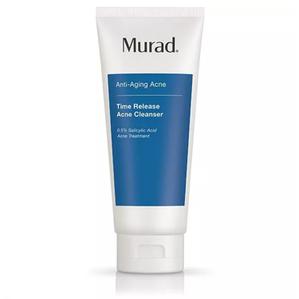 Murad.
Anti-Aging Acne
Time Release
Acne Cleanser
0.5% Salicylic Acid
Acne Treatment